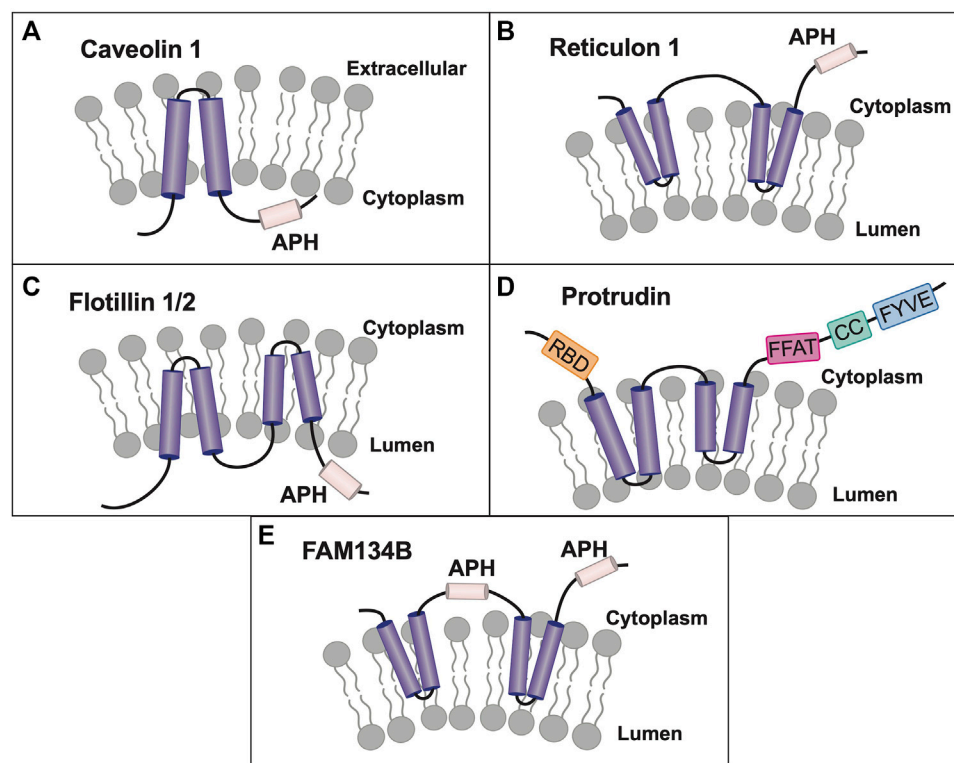 A
Caveolin 1
Extracellular
Cytoplasm
APH
B
Reticulon 1
APH
Cytoplasm
Lumen
C
Flotillin 1/2
Cytoplasm
Lumen
APH
D
Protrudin
RBD
FFAT
CC
FYVE
Cytoplasm
Lumen
E
FAM134B
APH
APH
Cytoplasm
Lumen